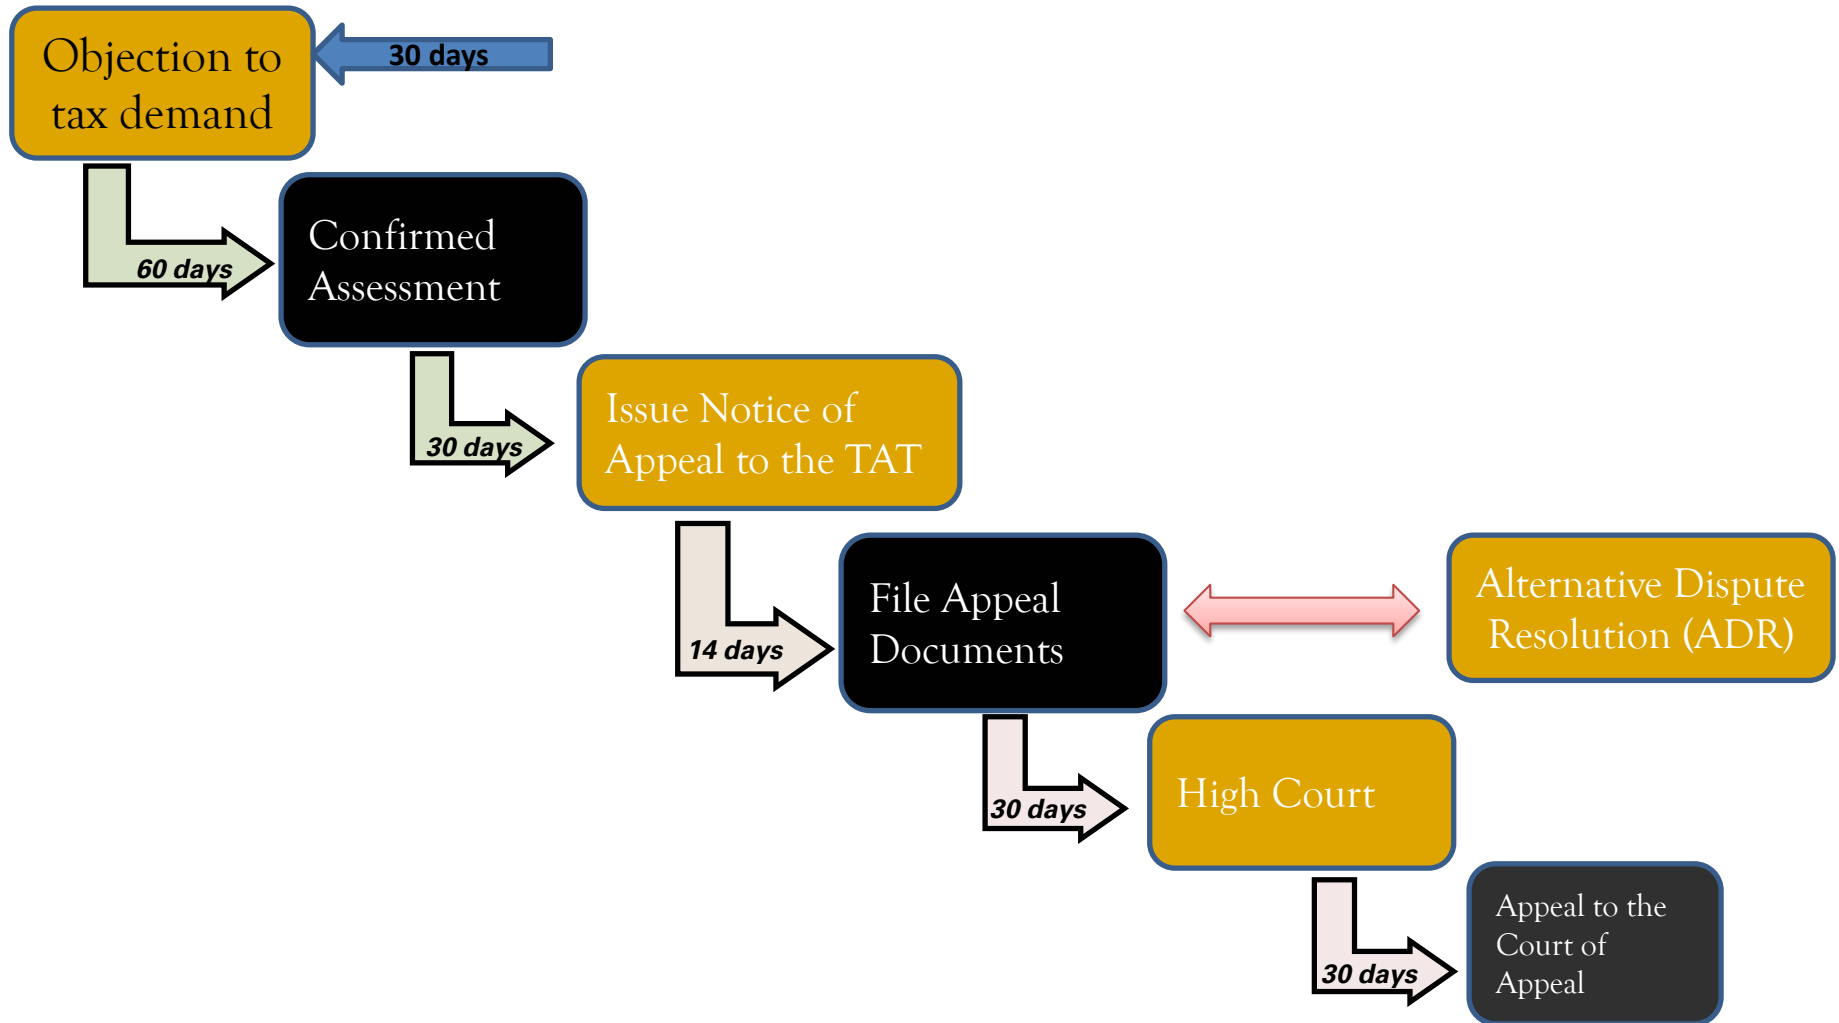 Objection to
tax demand
30 days
60 days
Confirmed
Assessment
30 days
Issue Notice of
Appeal to the TAT
14 days
File Appeal
Documents
Alternative Dispute
Resolution (ADR)
30 days
High Court
30 days
Appeal to the
Court of
Appeal